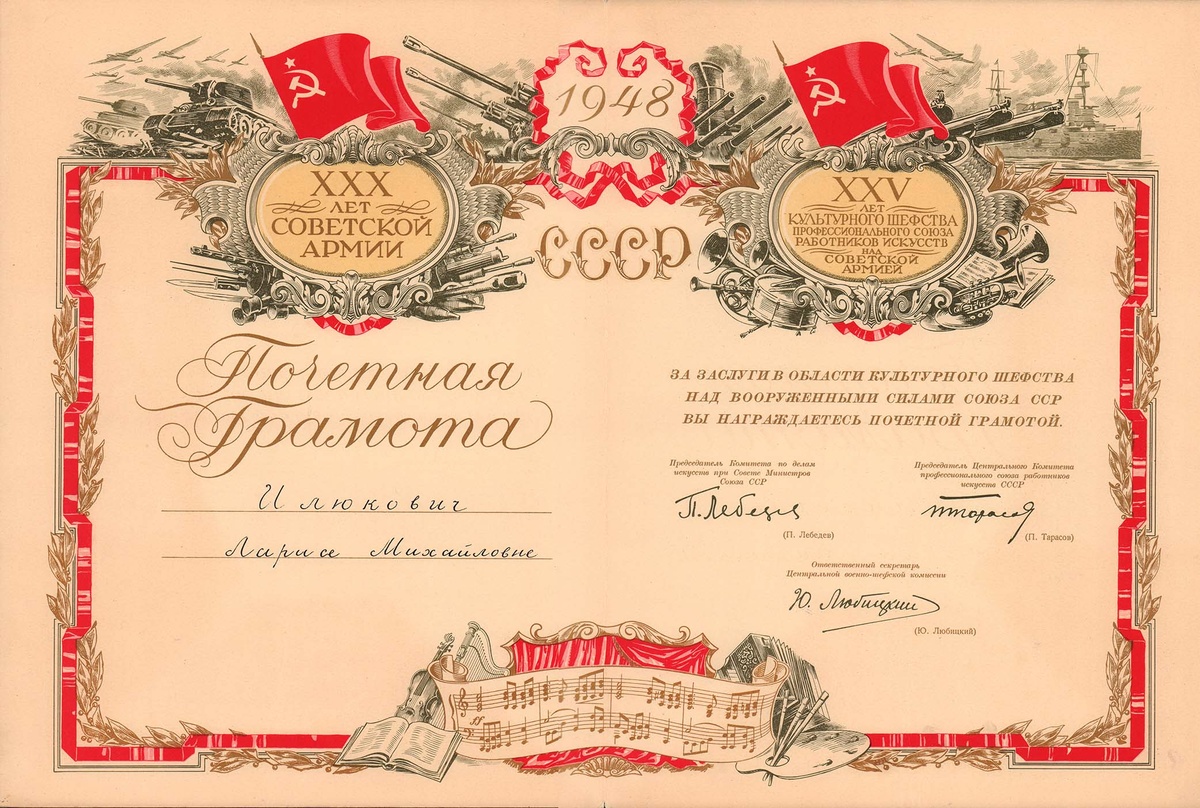 1948
XXX
ЛЕТ
СОВЕТСКОЙ
АРМИИ
XXV
ЛЕТ
КУЛЬТУРНОГО ШЕФСТВА
ПРОФЕССИОНАЛЬНОГО СОЮЗА
РАБОТНИКОВ ИСКУССТВ
НАД
СОВЕТСКОЙ
АРМИЕЙ
СССР
Почетная
Грамота
Илюкович
Ларисе Михайловне
ЗА ЗАСЛУГИ В ОБЛАСТИ КУЛЬТУРНОГО ШЕФСТВА
НАД ВООРУЖЕННЫМИ СИЛАМИ СОЮЗА ССР
ВЫ НАГРАЖДАЕТЕСЬ ПОЧЕТНОЙ ГРАМОТОЙ.
Председатель Комитета по делам
искусств при Совете Министров
Союза ССР
П. Лебедев
(П. Лебедев)
Председатель Центрального Комитета
профессионального союза работников
искусств СССР
П Тарасов
(П. Тарасов)
Ответственный секретарь
Центральной военно-шефской комиссии
Ю. Любицкий
(Ю. Любицкий)
ff